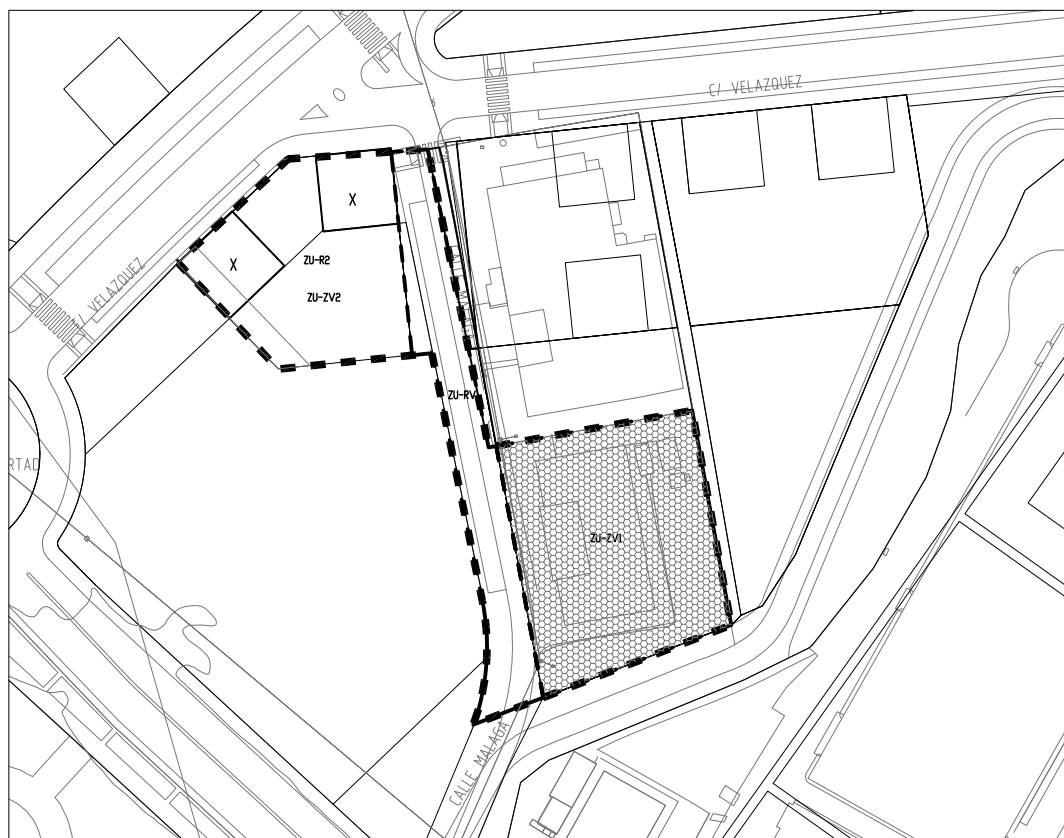 C/ VELAZQUEZ
X
ZU-R2
X
C/ VELAZQUEZ
ZU-ZV2
ZU-RV
RTAD
ZU-ZV1
CALLE MALAGA